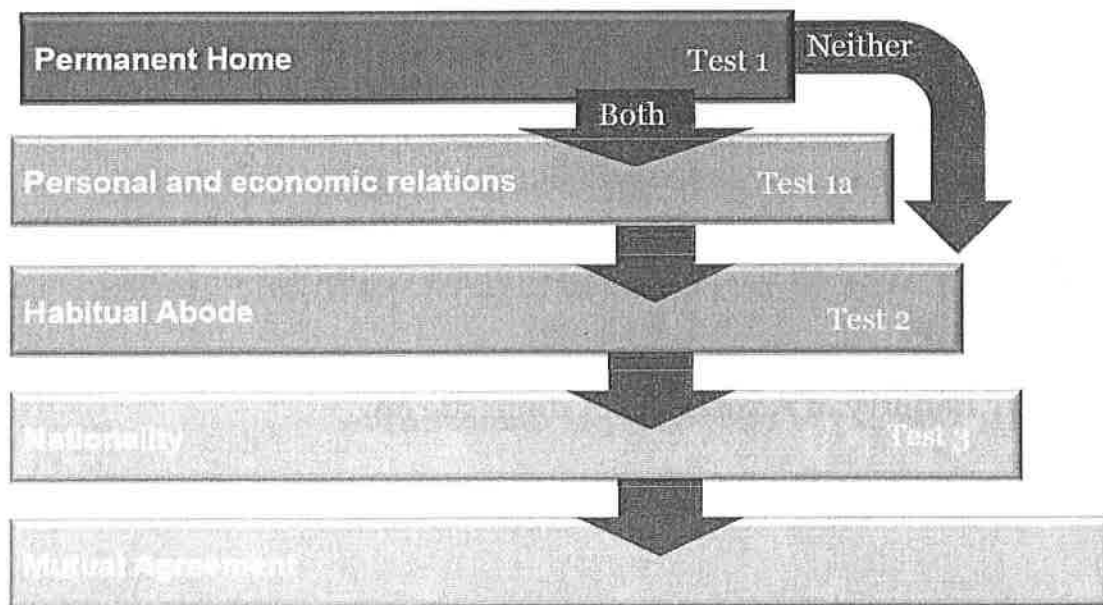 Permanent Home Test 1 Neither
Both
Personal and economic relations Test 1a
Habitual Abode Test 2
Nationality Test 3
Mutual Agreement